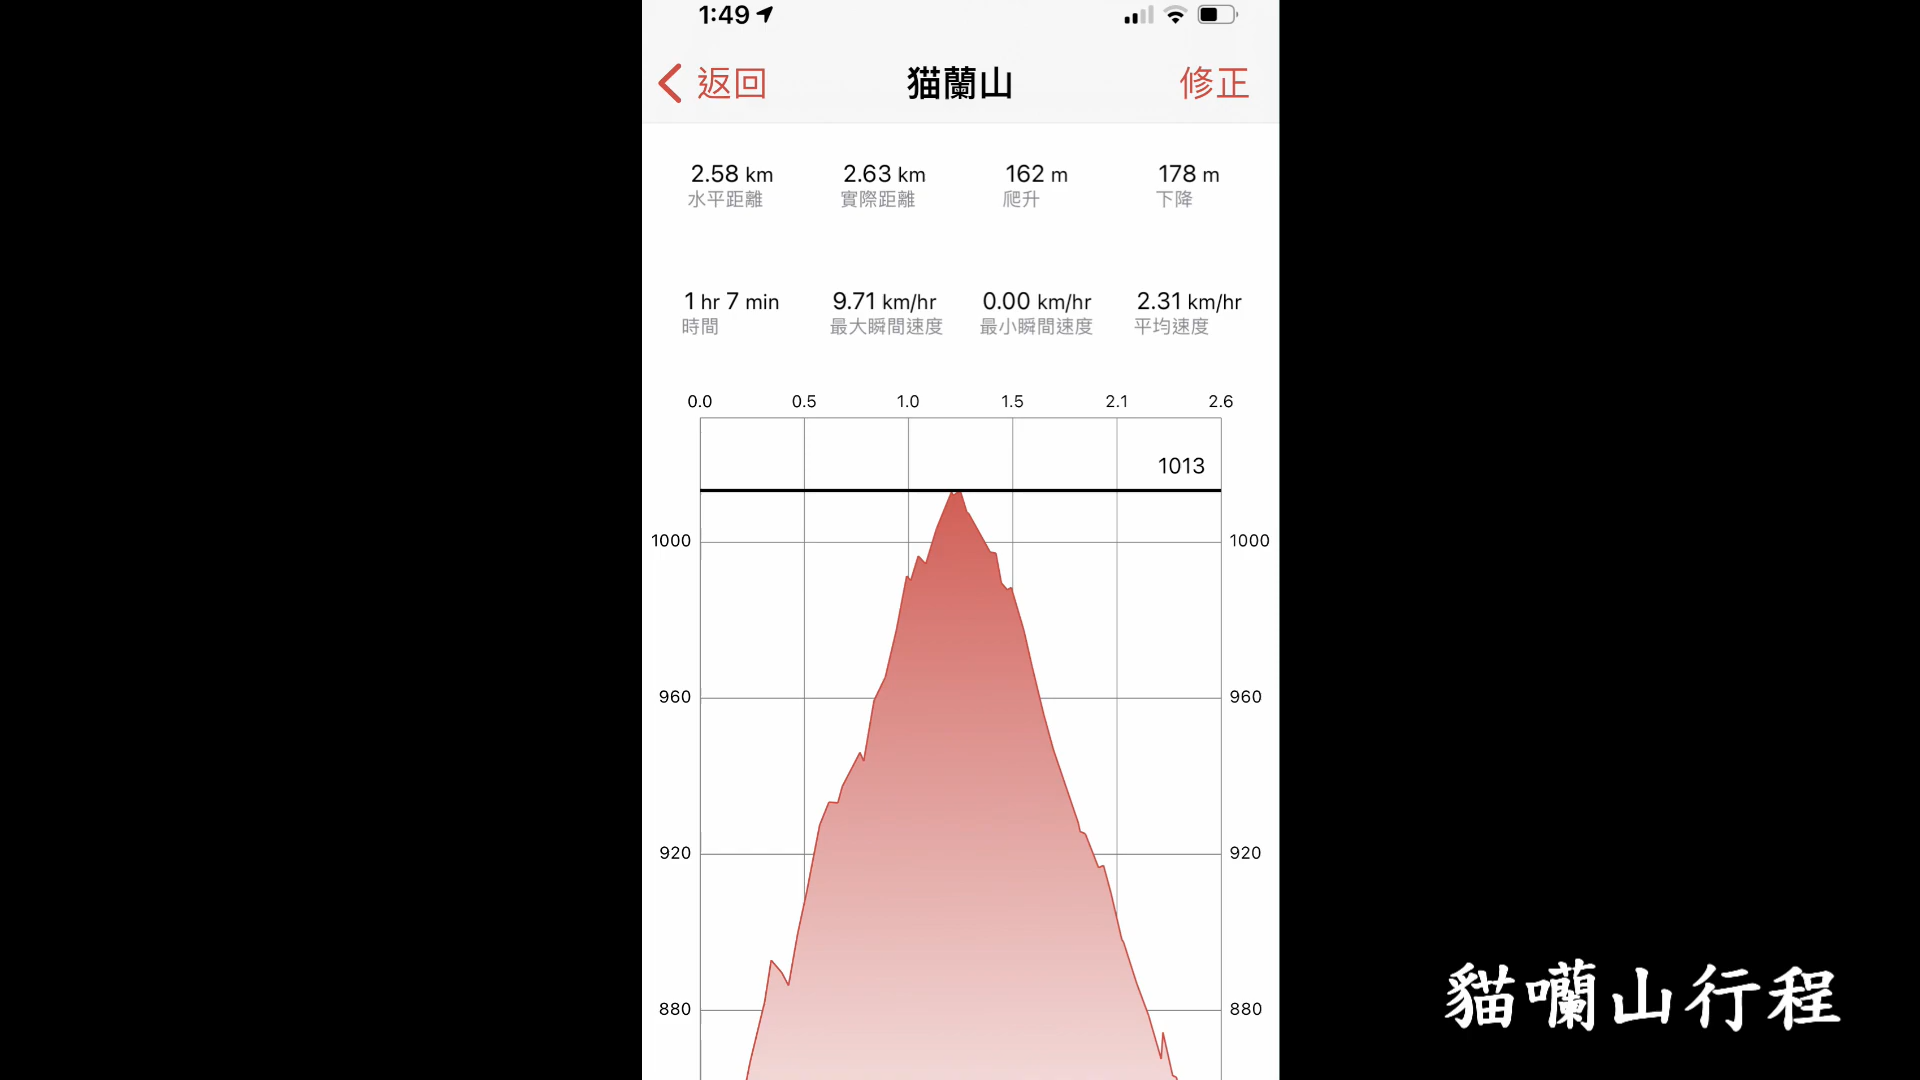 1:49
返回 猫蘭山 修正
2.58 km 2.63 km 162 m 178 m
水平距離 實際距離 爬升 下降
1 hr 7 min 9.71 km/hr 0.00 km/hr 2.31 km/hr
時間 最大瞬間速度 最小瞬間速度 平均速度
0.0 0.5 1.0 1.5 2.1 2.6
1013
1000 1000
960 960
920 920
880 880
貓囒山行程